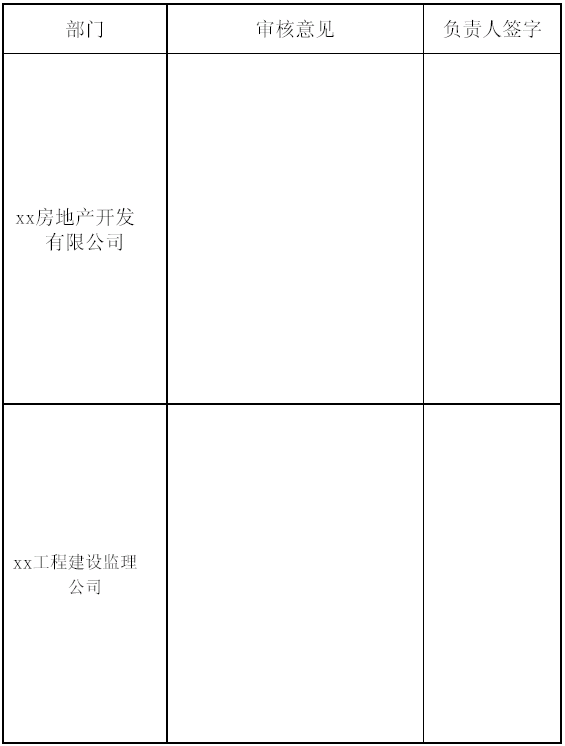 部门 审核意见 负责人签字
xx房地产开发
有限公司
xx工程建设监理
公司